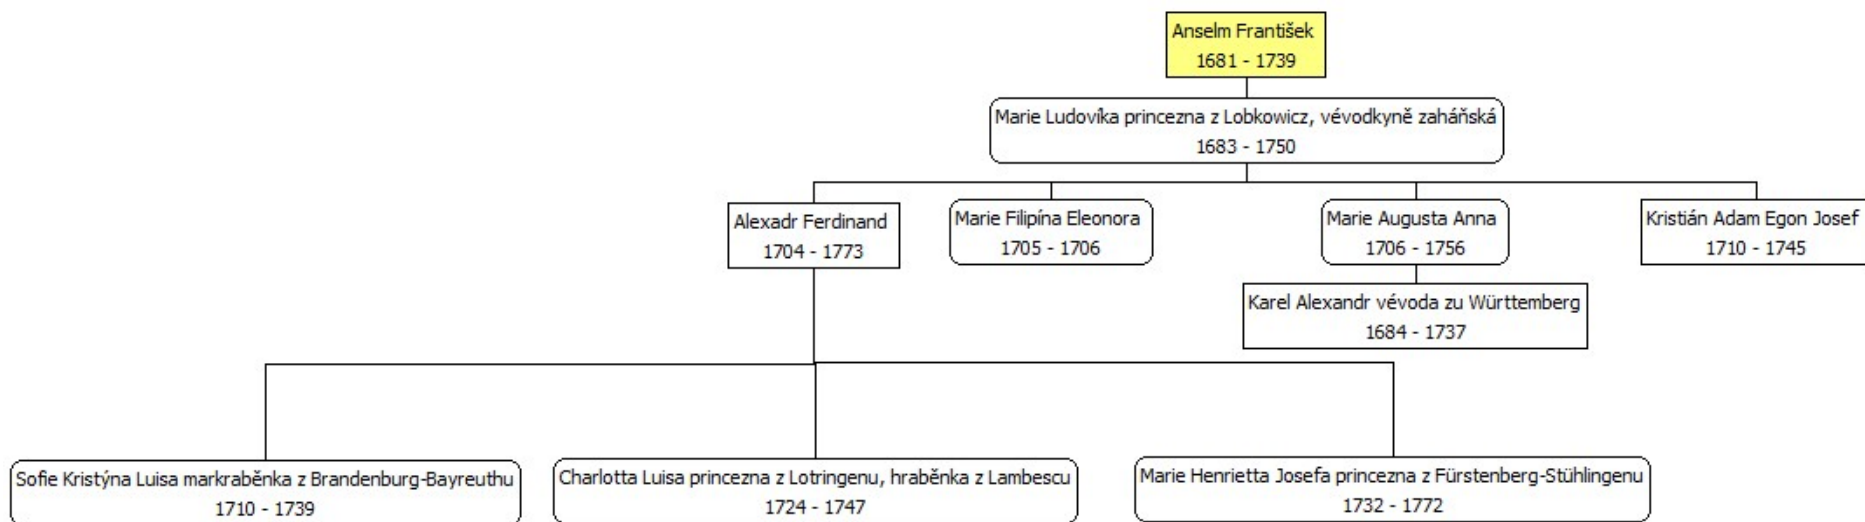 Anselm František
1681 - 1739
Marie Ludovíka princezna z Lobkowicz, vévodkyně zaháňská
1683 - 1750
Alexadr Ferdinand
1704 - 1773
Marie Filipína Eleonora
1705 - 1706
Marie Augusta Anna
1706 - 1756
Kristián Adam Egon Josef
1710 - 1745
Karel Alexandr vévoda zu Württemberg
1684 - 1737
Sofie Kristýna Luisa markraběnka z Brandenburg-Bayreuthu
1710 - 1739
Charlotta Luisa princezna z Lotringenu, hraběnka z Lambescu
1724 - 1747
Marie Henrietta Josefa princezna z Fürstenberg-Stühlingenu
1732 - 1772